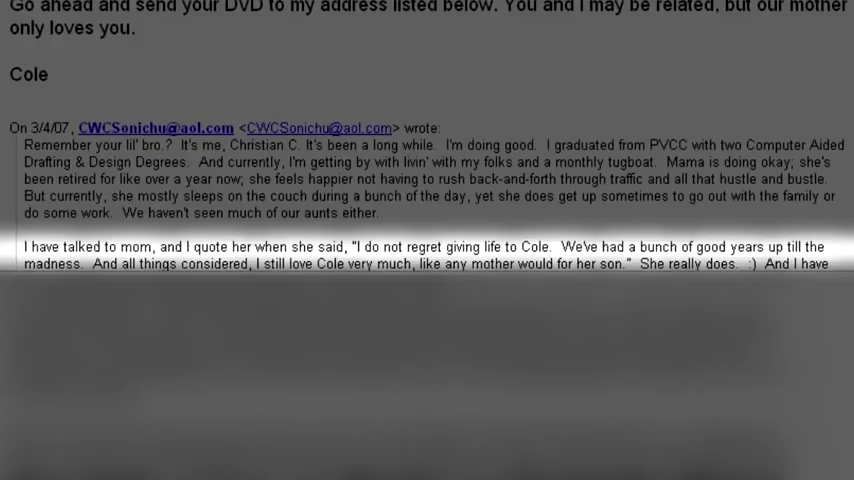 Go ahead and send your DVD to my address listed below. You and I may be related, but our mother
only loves you.
Cole
On 3/4/07, CWCSonichu@aol.com <CWCSonichu@aol.com> wrote:
Remember your lil' bro.? It's me, Christian C. It's been a long while. I'm doing good. I graduated from PVCC with two Computer Aided
Drafting & Design Degrees. And currently, I'm getting by with livin' with my folks and a monthly tugboat. Mama is doing okay; she's
been retired for like over a year now; she feels happier not having to rush back-and-forth through traffic and all that hustle and bustle.
But currently, she mostly sleeps on the couch during a bunch of the day, yet she does get up sometimes to go out with the family or
do some work. We haven't seen much of our aunts either.
I have talked to mom, and I quote her when she said, "I do not regret giving life to Cole. We've had a bunch of good years up till the
madness. And all things considered, I still love Cole very much, like any mother would for her son." She really does. :) And I have